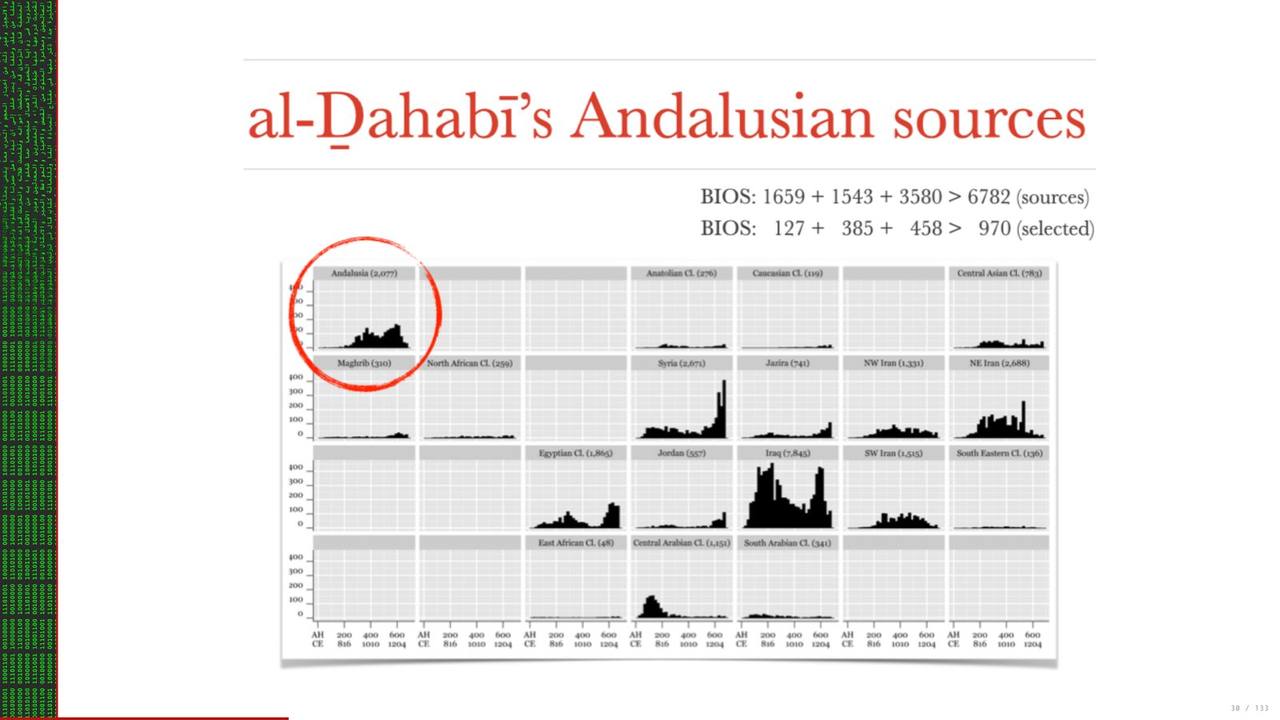 al-Ḏahabī’s Andalusian sources
BIOS: 1659 + 1543 + 3580 > 6782 (sources)
BIOS: 127 + 385 + 458 > 970 (selected)
Andalusia (2,077)
Anatolian Cl. (276)
Caucasian Cl. (119)
Central Asian Cl. (783)
Maghrib (310)
North African Cl. (259)
Syria (2,671)
Jazira (741)
NW Iran (1,331)
NE Iran (2,688)
400
300
200
100
0
Egyptian Cl. (1,865)
Jordan (557)
Iraq (7,845)
SW Iran (1,515)
South Eastern Cl. (136)
400
300
200
100
0
East African Cl. (48)
Central Arabian Cl. (1,151)
South Arabian Cl. (341)
400
300
200
100
0
AH 200 400 600 AH 200 400 600 AH 200 400 600 AH 200 400 600 AH 200 400 600 AH 200 400 600 AH 200 400 600
CE 816 1010 1204 CE 816 1010 1204 CE 816 1010 1204 CE 816 1010 1204 CE 816 1010 1204 CE 816 1010 1204 CE 816 1010 1204
30 / 133